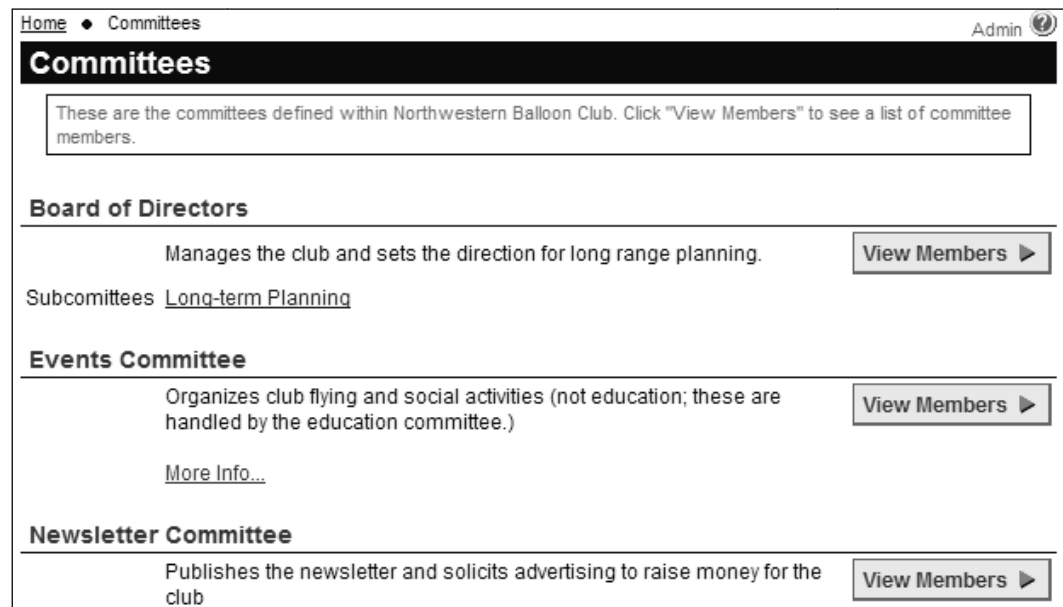 Home • Committees
Admin ?
Committees
These are the committees defined within Northwestern Balloon Club. Click "View Members" to see a list of committee
members.
Board of Directors
Manages the club and sets the direction for long range planning.
View Members ▶
Subcomittees Long-term Planning
Events Committee
Organizes club flying and social activities (not education; these are
handled by the education committee.)
View Members ▶
More Info...
Newsletter Committee
Publishes the newsletter and solicits advertising to raise money for the
club
View Members ▶